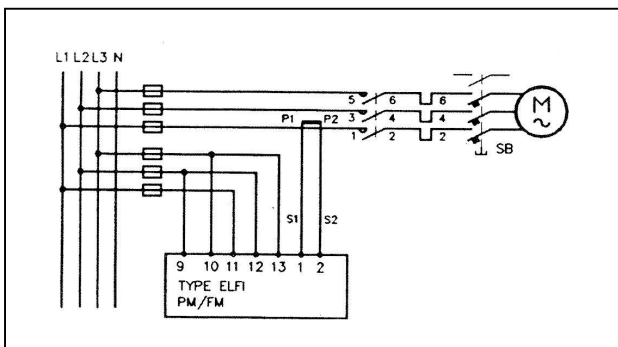 L1 L2 L3 N
5 6 6
P1 P2 3 4 4
1 2 2
M
~
SB
S1 S2
9 10 11 12 13 1 2
TYPE ELFI
PM/FM